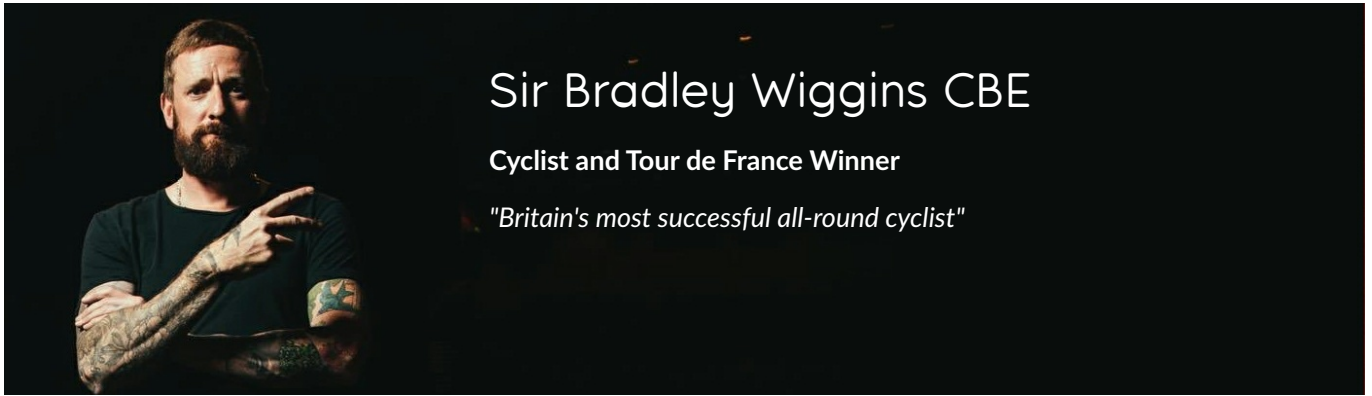 Sir Bradley Wiggins CBE
Cyclist and Tour de France Winner
"Britain's most successful all-round cyclist"